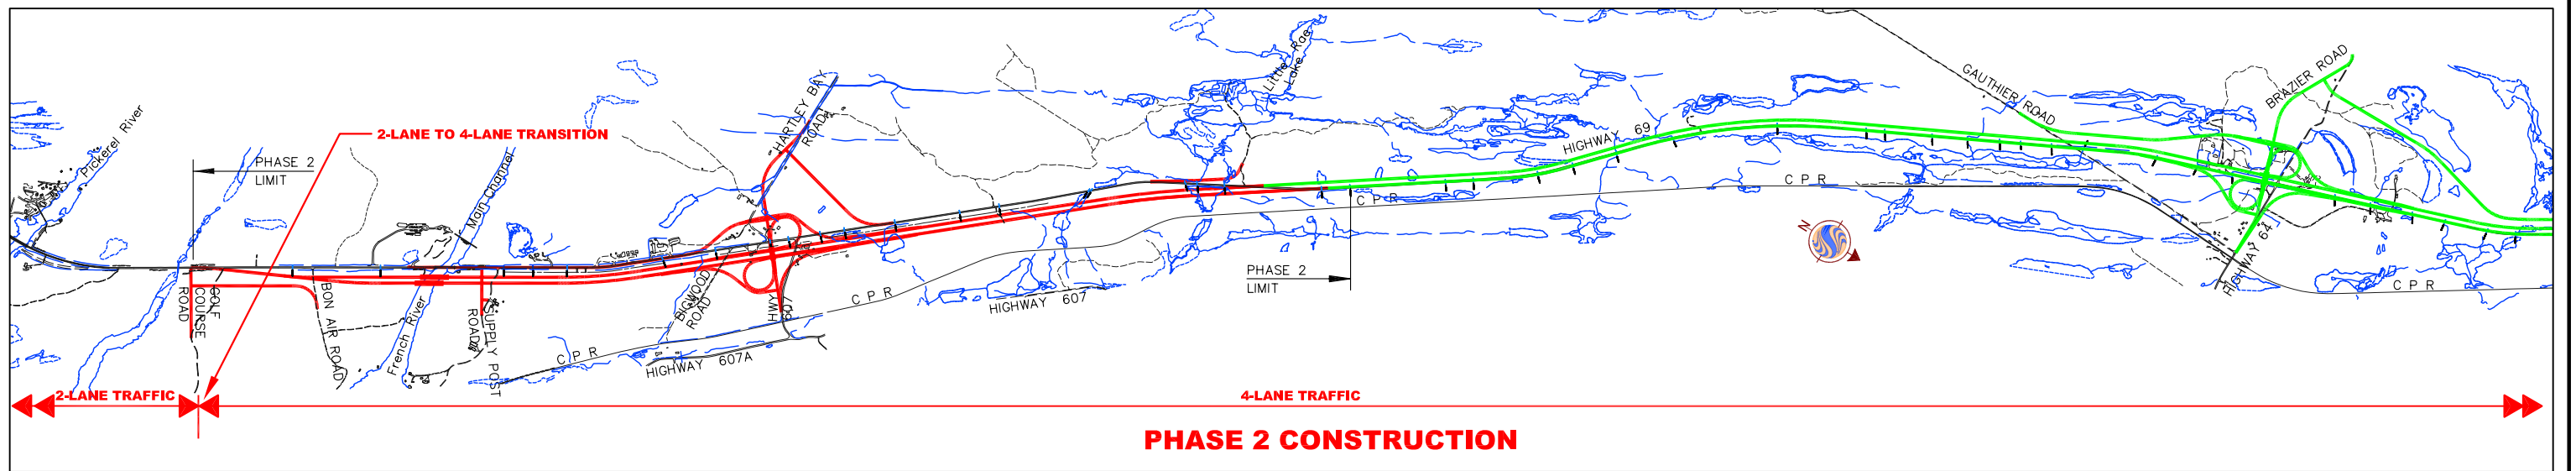 Pickerel River
PHASE 2
LIMIT
2-LANE TO 4-LANE TRANSITION
Main Channel
HARTLEY BAY
ROAD
Little Rae
Lake
HIGHWAY 69
GAUTHIER ROAD
BRAZIER ROAD
C P R
C P R
N
PHASE 2
LIMIT
HIGHWAY 64
C P R
GOLF
COURSE
ROAD
BON AIR ROAD
French River
SUPPLY POST
ROAD
BIGWOOD
ROAD
HWY 607
C P R
HIGHWAY 607
C P R
HIGHWAY 607A
2-LANE TRAFFIC
4-LANE TRAFFIC
PHASE 2 CONSTRUCTION